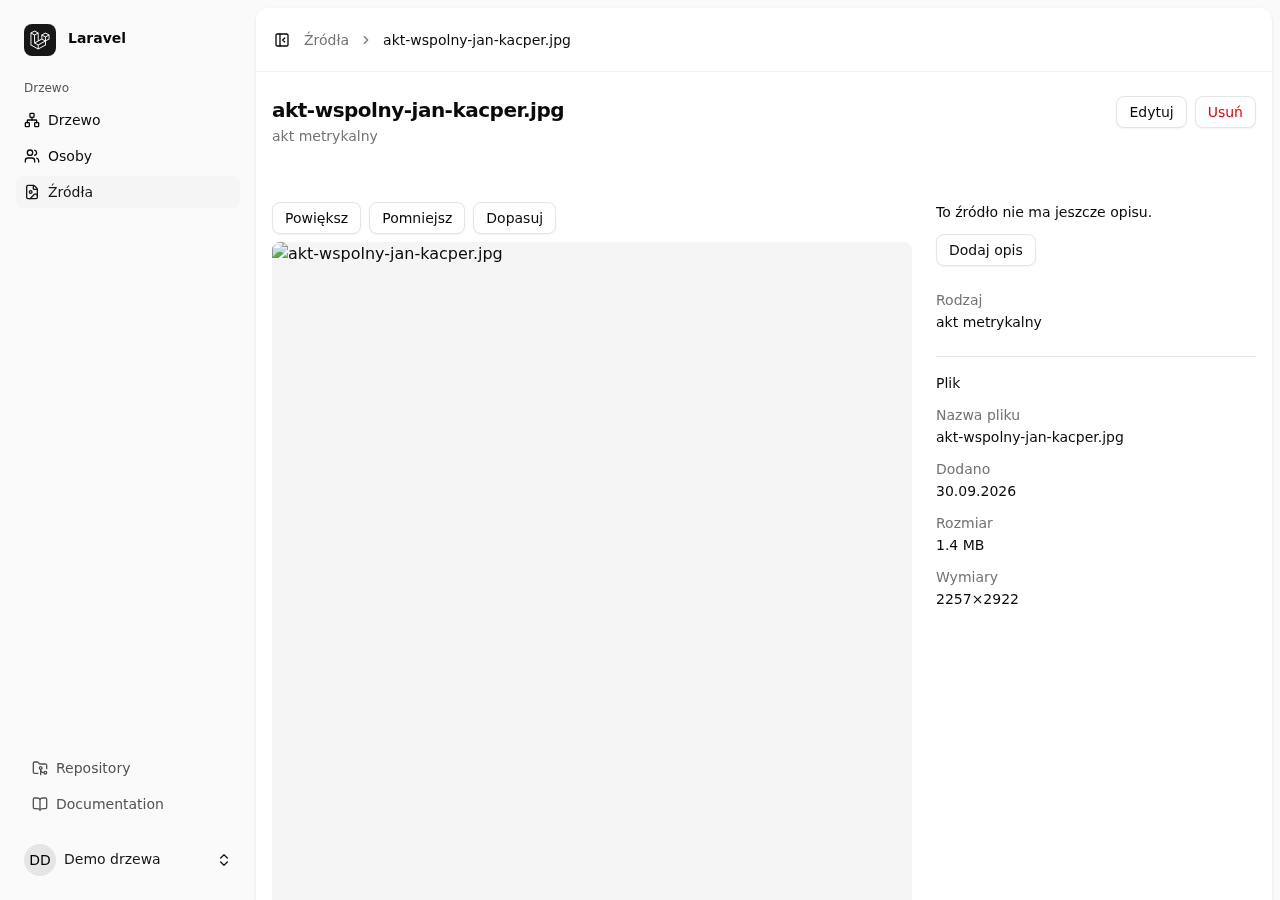 Laravel
Drzewo
Drzewo
Osoby
Źródła
Repository
Documentation
DD
Demo drzewa
Źródła
akt-wspolny-jan-kacper.jpg
akt-wspolny-jan-kacper.jpg
akt metrykalny
Edytuj
Usuń
Powiększ
Pomniejsz
Dopasuj
akt-wspolny-jan-kacper.jpg
To źródło nie ma jeszcze opisu.
Dodaj opis
Rodzaj
akt metrykalny
Plik
Nazwa pliku
akt-wspolny-jan-kacper.jpg
Dodano
30.09.2026
Rozmiar
1.4 MB
Wymiary
2257×2922